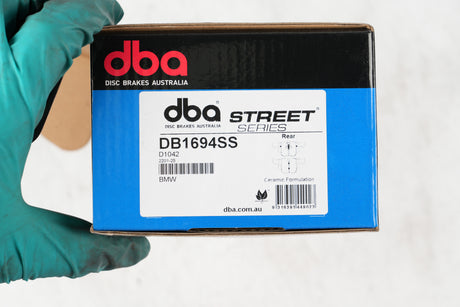 dba
DISC BRAKES AUSTRALIA
dba STREET
DISC BRAKES AUSTRALIA SERIES
DB1694SS
Rear
D1042
BMW
Ceramic Formulation
dba.com.au